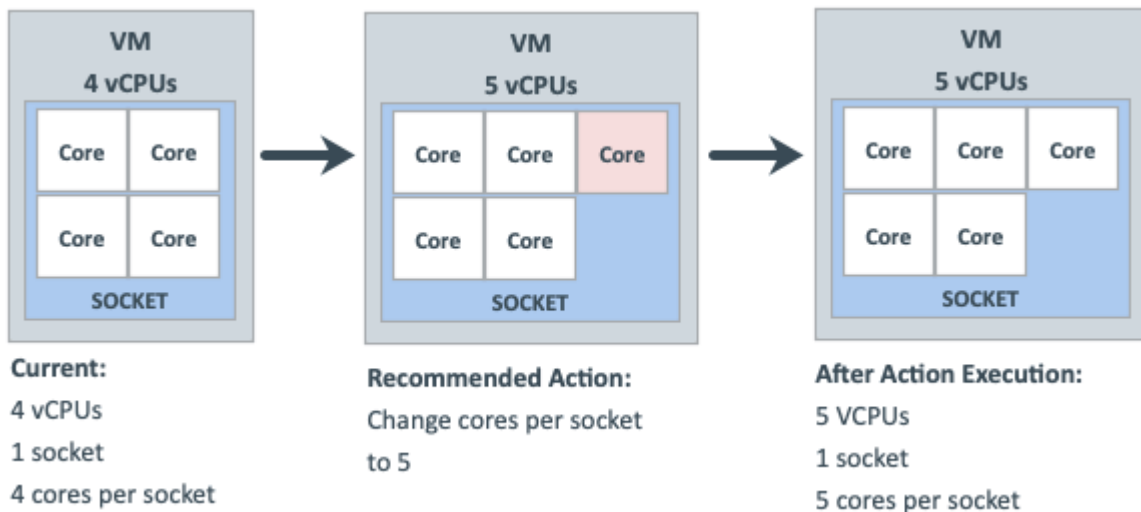 VM
4 vCPUs
Core Core
Core Core
SOCKET
Current:
4 vCPUs
1 socket
4 cores per socket
VM
5 vCPUs
Core Core Core
Core Core
SOCKET
Recommended Action:
Change cores per socket
to 5
VM
5 vCPUs
Core Core Core
Core Core
SOCKET
After Action Execution:
5 VCPUs
1 socket
5 cores per socket